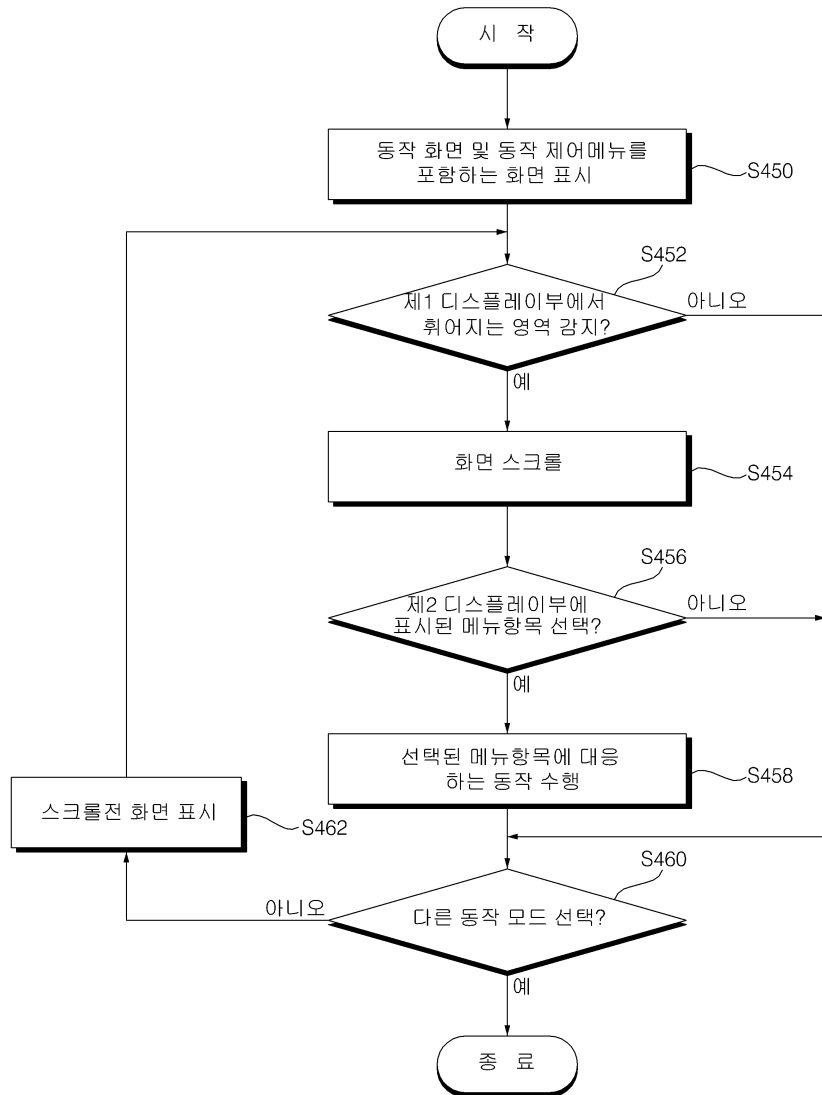 시 작
동작 화면 및 동작 제어메뉴를
포함하는 화면 표시
S450
S452
제1 디스플레이부에서
휘어지는 영역 감지?
아니오
예
화면 스크롤
S454
S456
제2 디스플레이부에
표시된 메뉴항목 선택?
아니오
예
선택된 메뉴항목에 대응
하는 동작 수행
S458
스크롤전 화면 표시
S462
S460
다른 동작 모드 선택?
아니오
예
종 료